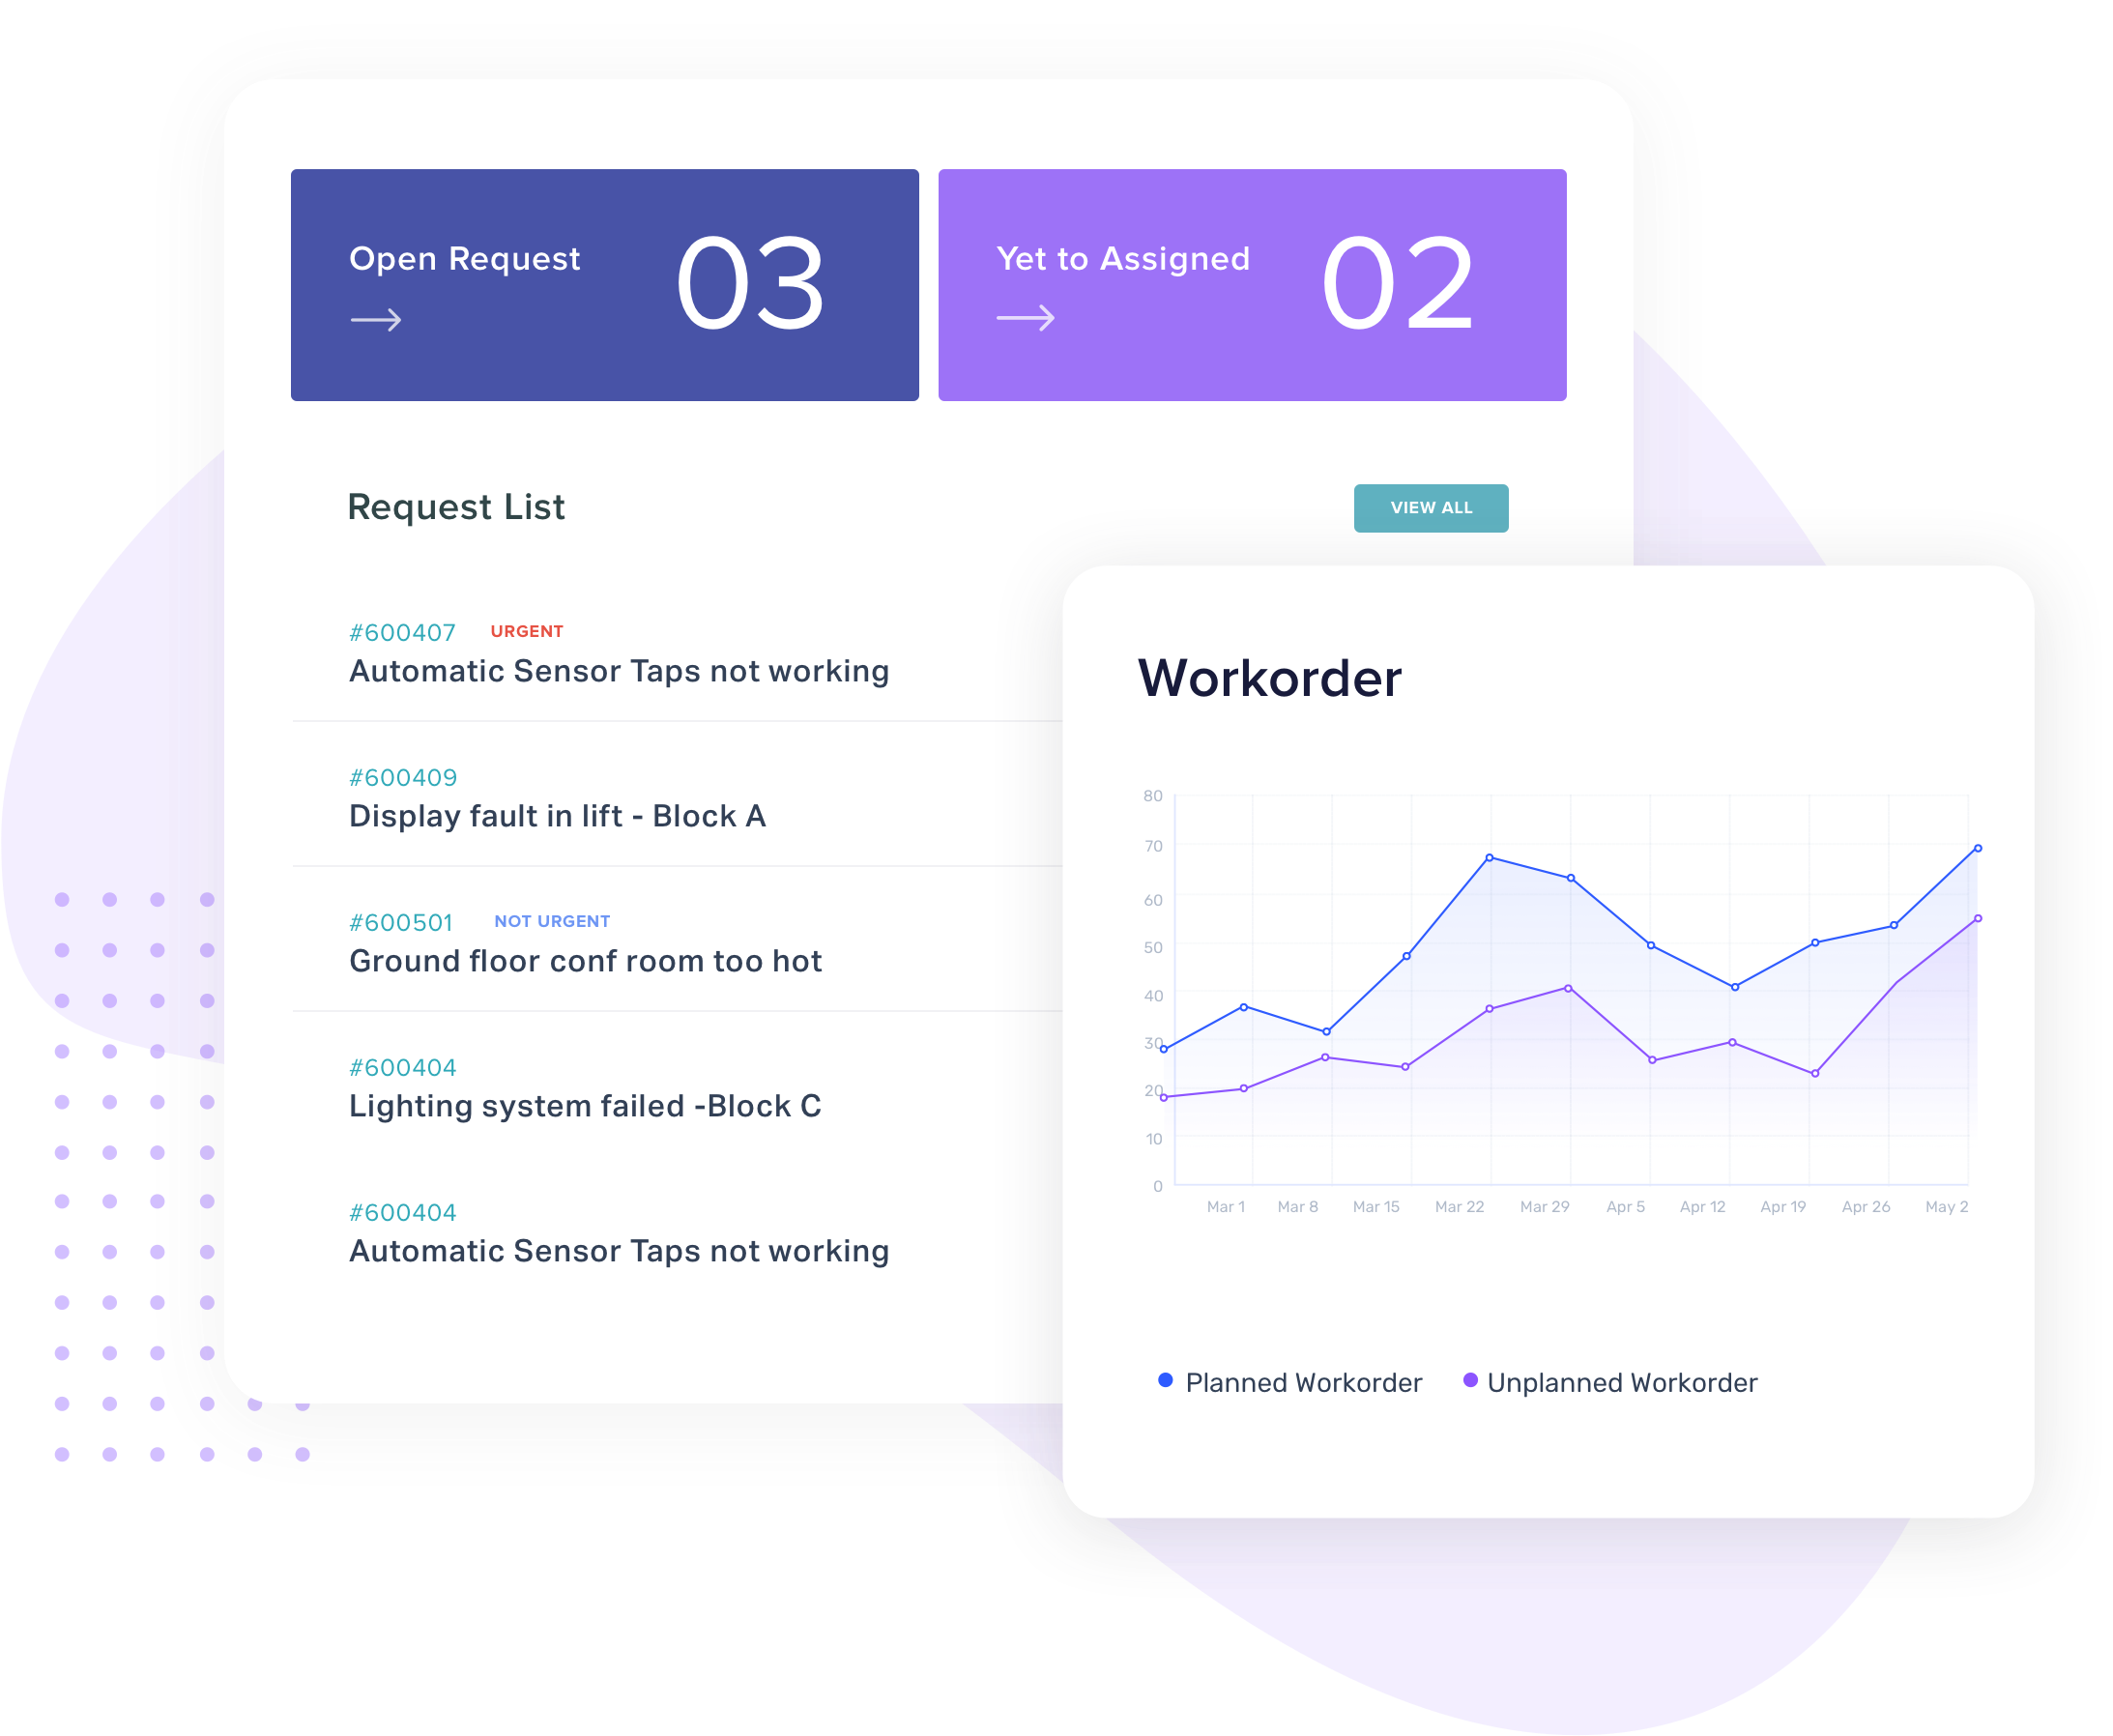 Open Request
03
Yet to Assigned
02
Request List
VIEW ALL
#600407 URGENT
Automatic Sensor Taps not working
#600409
Display fault in lift - Block A
#600501 NOT URGENT
Ground floor conf room too hot
#600404
Lighting system failed -Block C
#600404
Automatic Sensor Taps not working
Workorder
80
70
60
50
40
30
20
10
0
Mar 1 Mar 8 Mar 15 Mar 22 Mar 29 Apr 5 Apr 12 Apr 19 Apr 26 May 2
Planned Workorder Unplanned Workorder